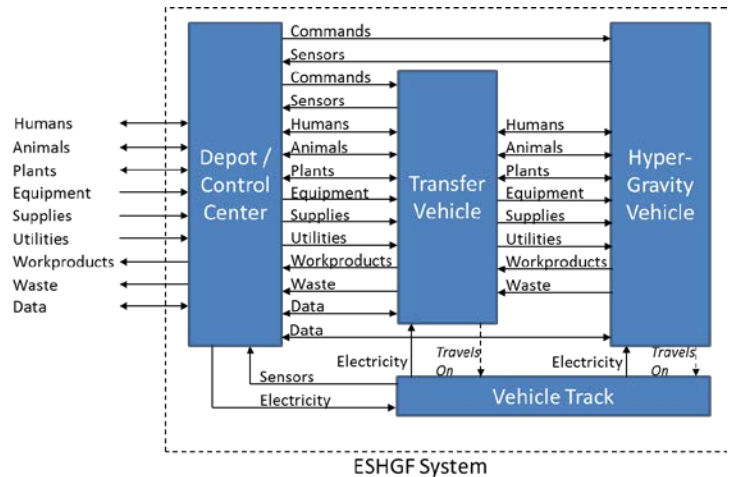 Commands
Sensors
Commands
Sensors
Humans
Animals
Plants
Equipment
Supplies
Utilities
Workproducts
Waste
Data
Depot /
Control
Center
Humans
Animals
Plants
Equipment
Supplies
Utilities
Workproducts
Waste
Data
Data
Transfer
Vehicle
Humans
Animals
Plants
Equipment
Supplies
Utilities
Workproducts
Waste
Hyper-
Gravity
Vehicle
Electricity
Travels
On
Electricity
Travels
On
Sensors
Electricity
Vehicle Track
ESHGF System